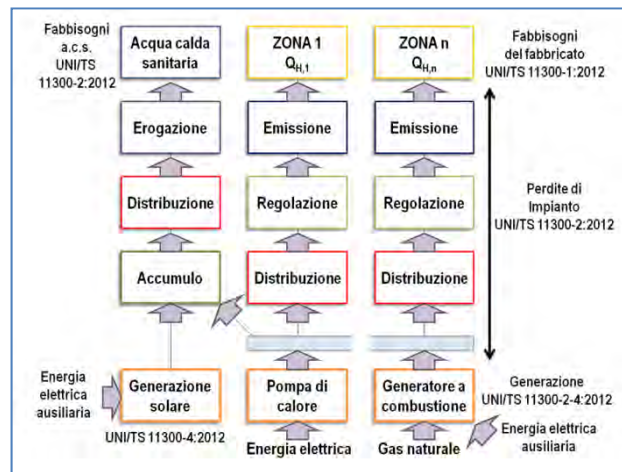 Fabbisogni
a.c.s.
UNI/TS
11300-2:2012
Acqua calda
sanitaria
ZONA 1
QH,1
ZONA n
QH,n
Fabbisogni
del fabbricato
UNI/TS 11300-1:2012
Erogazione
Emissione
Emissione
Distribuzione
Regolazione
Regolazione
Perdite di
Impianto
UNI/TS 11300-2:2012
Accumulo
Distribuzione
Distribuzione
Energia
elettrica
ausiliaria
Generazione
solare
Pompa di
calore
Generatore a
combustione
Generazione
UNI/TS 11300-2-4:2012
UNI/TS 11300-4:2012
Energia elettrica
Gas naturale
Energia elettrica
ausiliaria